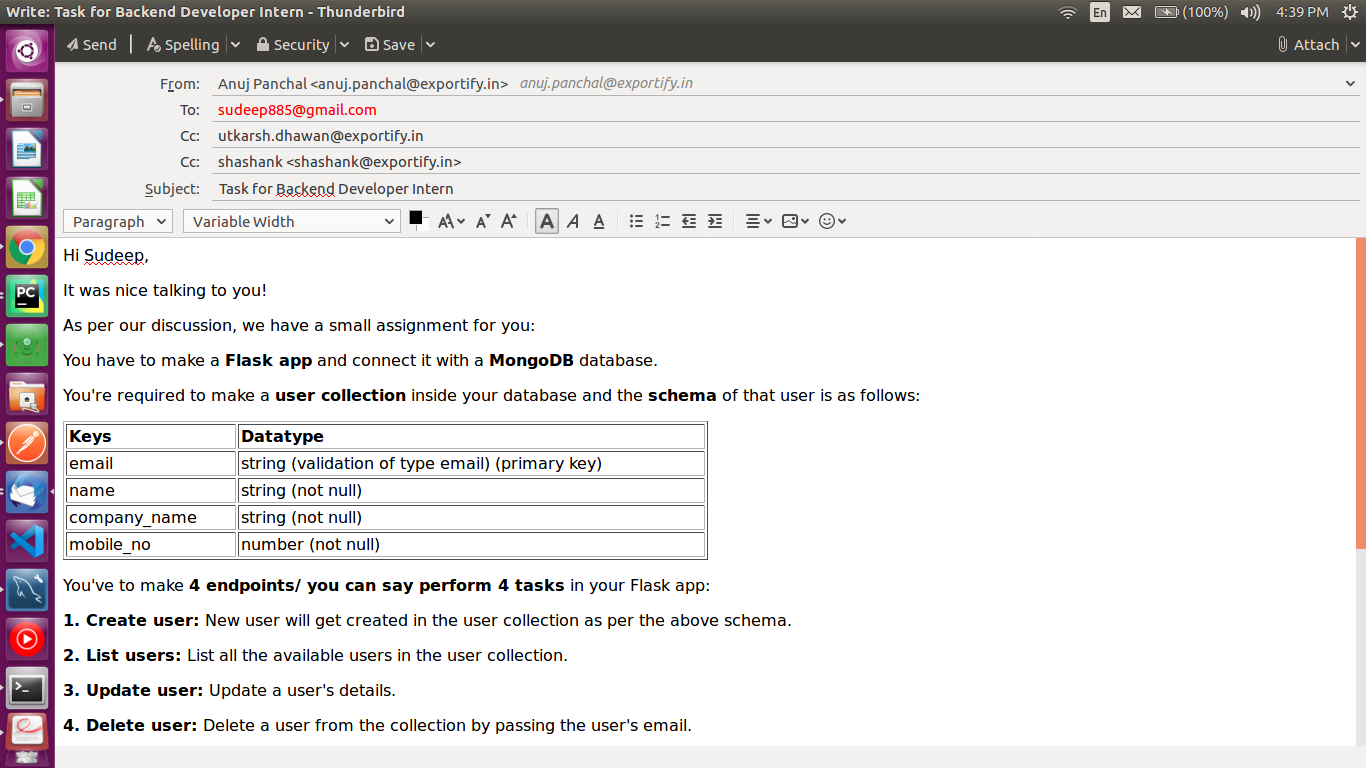 Write: Task for Backend Developer Intern - Thunderbird
En (100%) 4:39 PM
Send Spelling Security Save Attach
From: Anuj Panchal <anuj.panchal@exportify.in> anuj.panchal@exportify.in
To: sudeep885@gmail.com
Cc: utkarsh.dhawan@exportify.in
Cc: shashank <shashank@exportify.in>
Subject: Task for Backend Developer Intern
Paragraph Variable Width
Hi Sudeep,
It was nice talking to you!
As per our discussion, we have a small assignment for you:
You have to make a Flask app and connect it with a MongoDB database.
You're required to make a user collection inside your database and the schema of that user is as follows:
Keys Datatype
email string (validation of type email) (primary key)
name string (not null)
company_name string (not null)
mobile_no number (not null)
You've to make 4 endpoints/ you can say perform 4 tasks in your Flask app:
1. Create user: New user will get created in the user collection as per the above schema.
2. List users: List all the available users in the user collection.
3. Update user: Update a user's details.
4. Delete user: Delete a user from the collection by passing the user's email.
PC